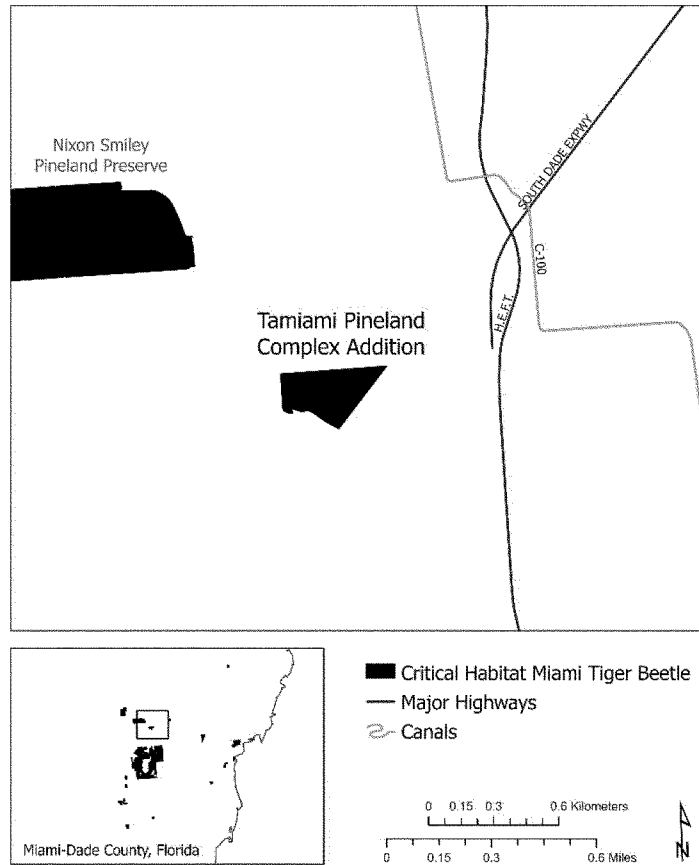 Nixon Smiley
Pineland Preserve
SOUTH DADE EXPWY
C-100
H.E.F.T.
Tamiami Pineland
Complex Addition
Critical Habitat Miami Tiger Beetle
Major Highways
Canals
0 0.15 0.3 0.6 Kilometers
0 0.15 0.3 0.6 Miles
N
Miami-Dade County, Florida